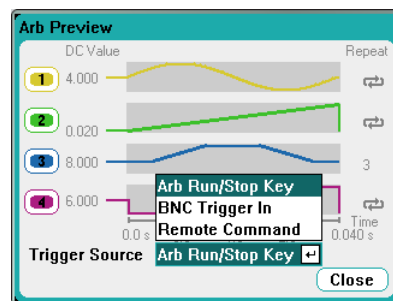 Arb Preview
DC Value Repeat
1 4.000
2 0.020
3 8.000 3
4 6.000
Arb Run/Stop Key
BNC Trigger In
Remote Command
Time
0.0 s 0.040 s
Trigger Source Arb Run/Stop Key
Close